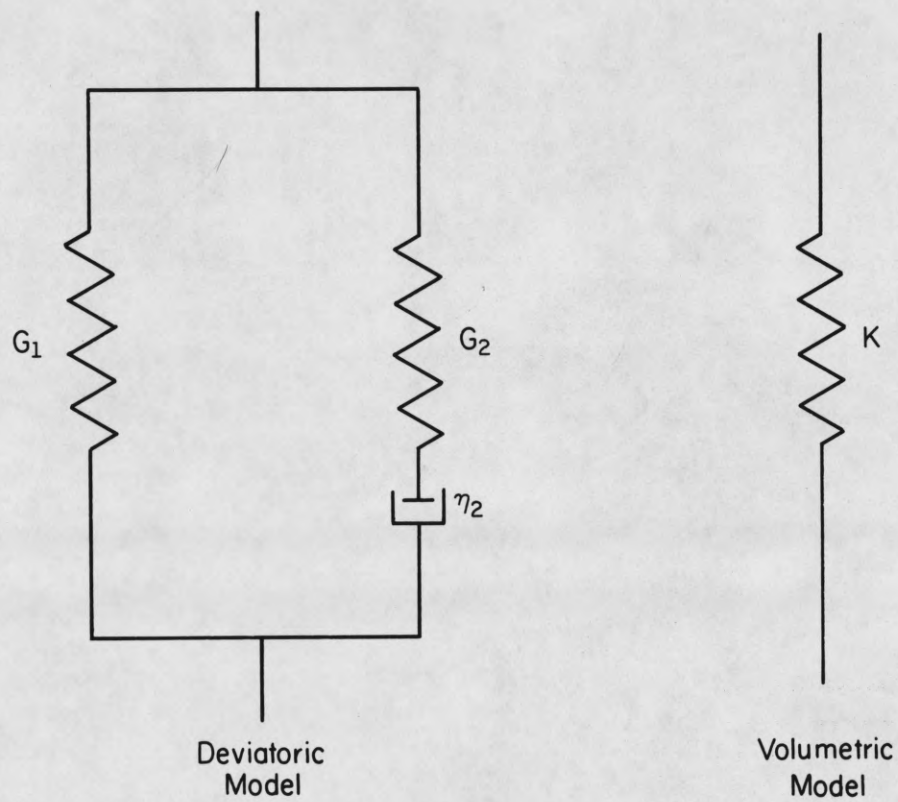 G₁
G₂
η₂
K
Deviatoric
Model
Volumetric
Model